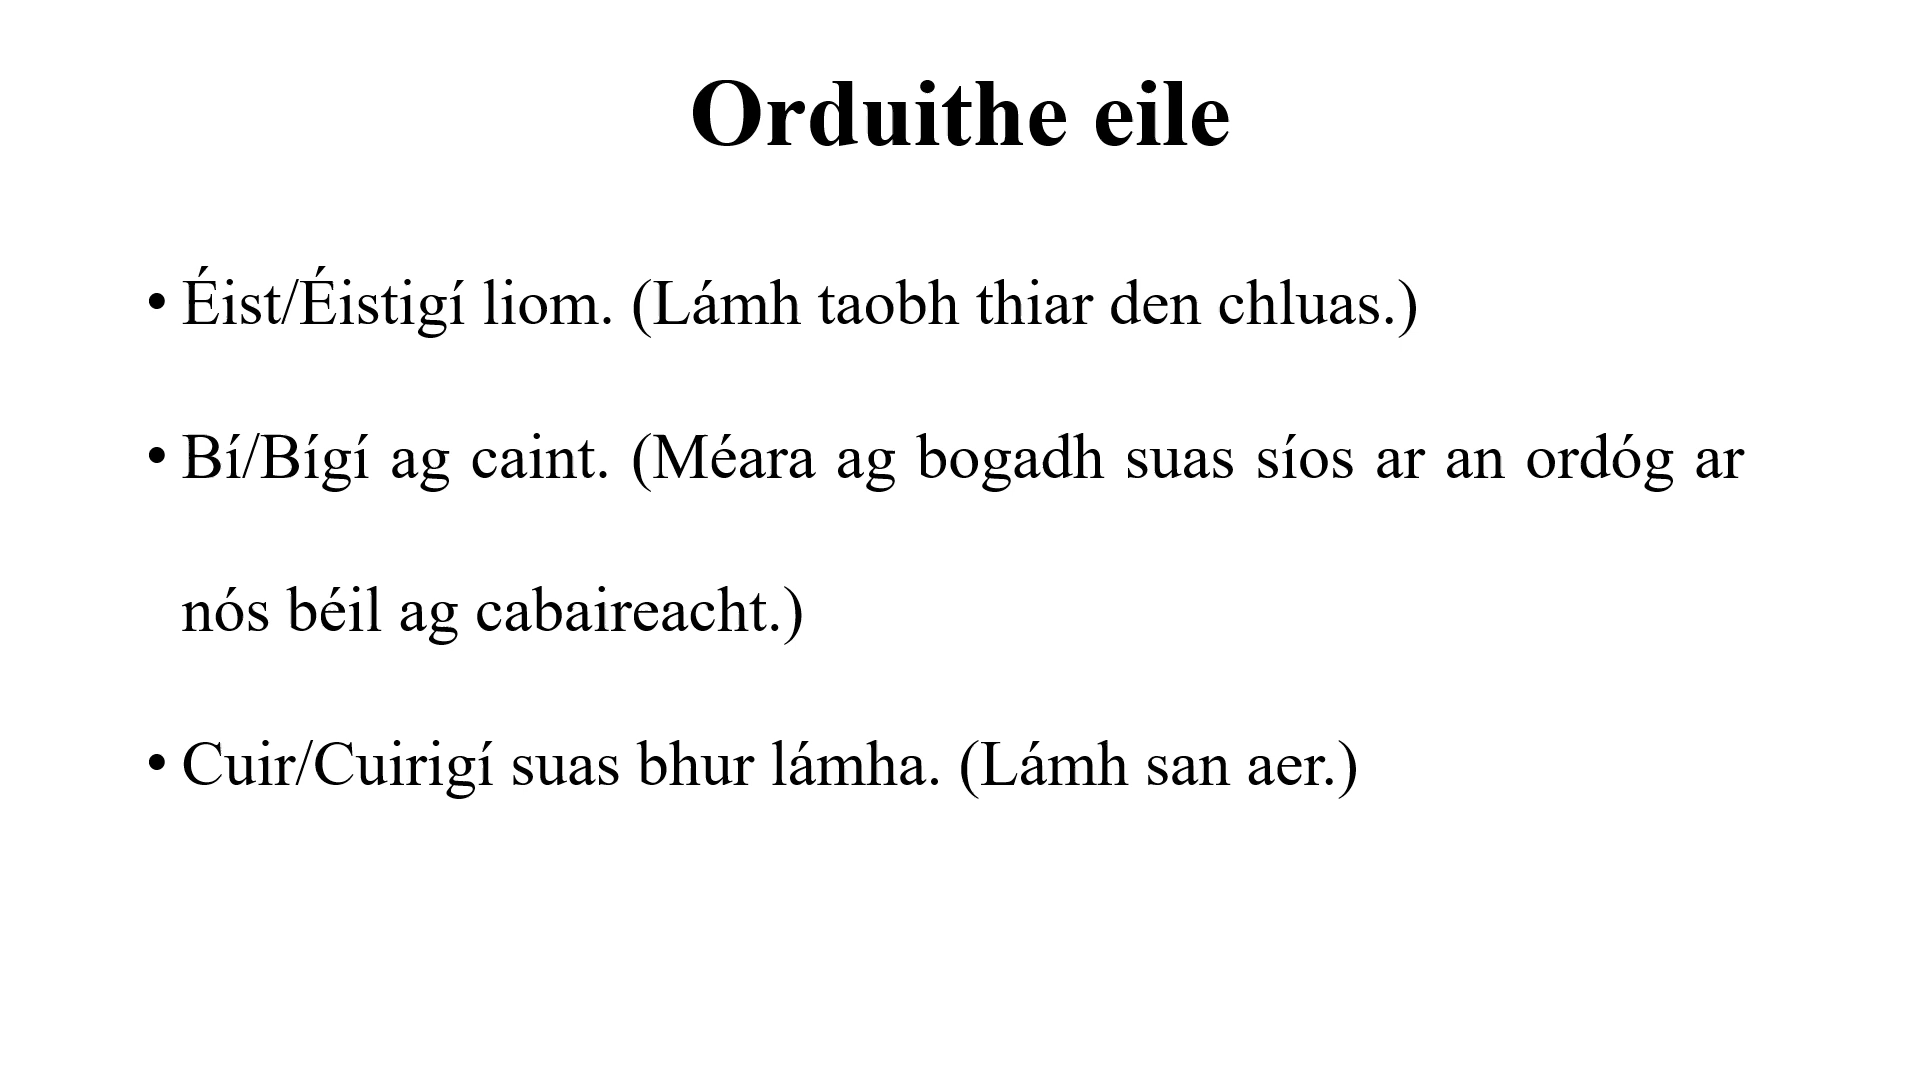 Orduithe eile
• Éist/Éistigí liom. (Lámh taobh thiar den chluas.)
• Bí/Bígí ag caint. (Méara ag bogadh suas síos ar an ordóg ar
nós béil ag cabaireacht.)
• Cuir/Cuirigí suas bhur lámha. (Lámh san aer.)